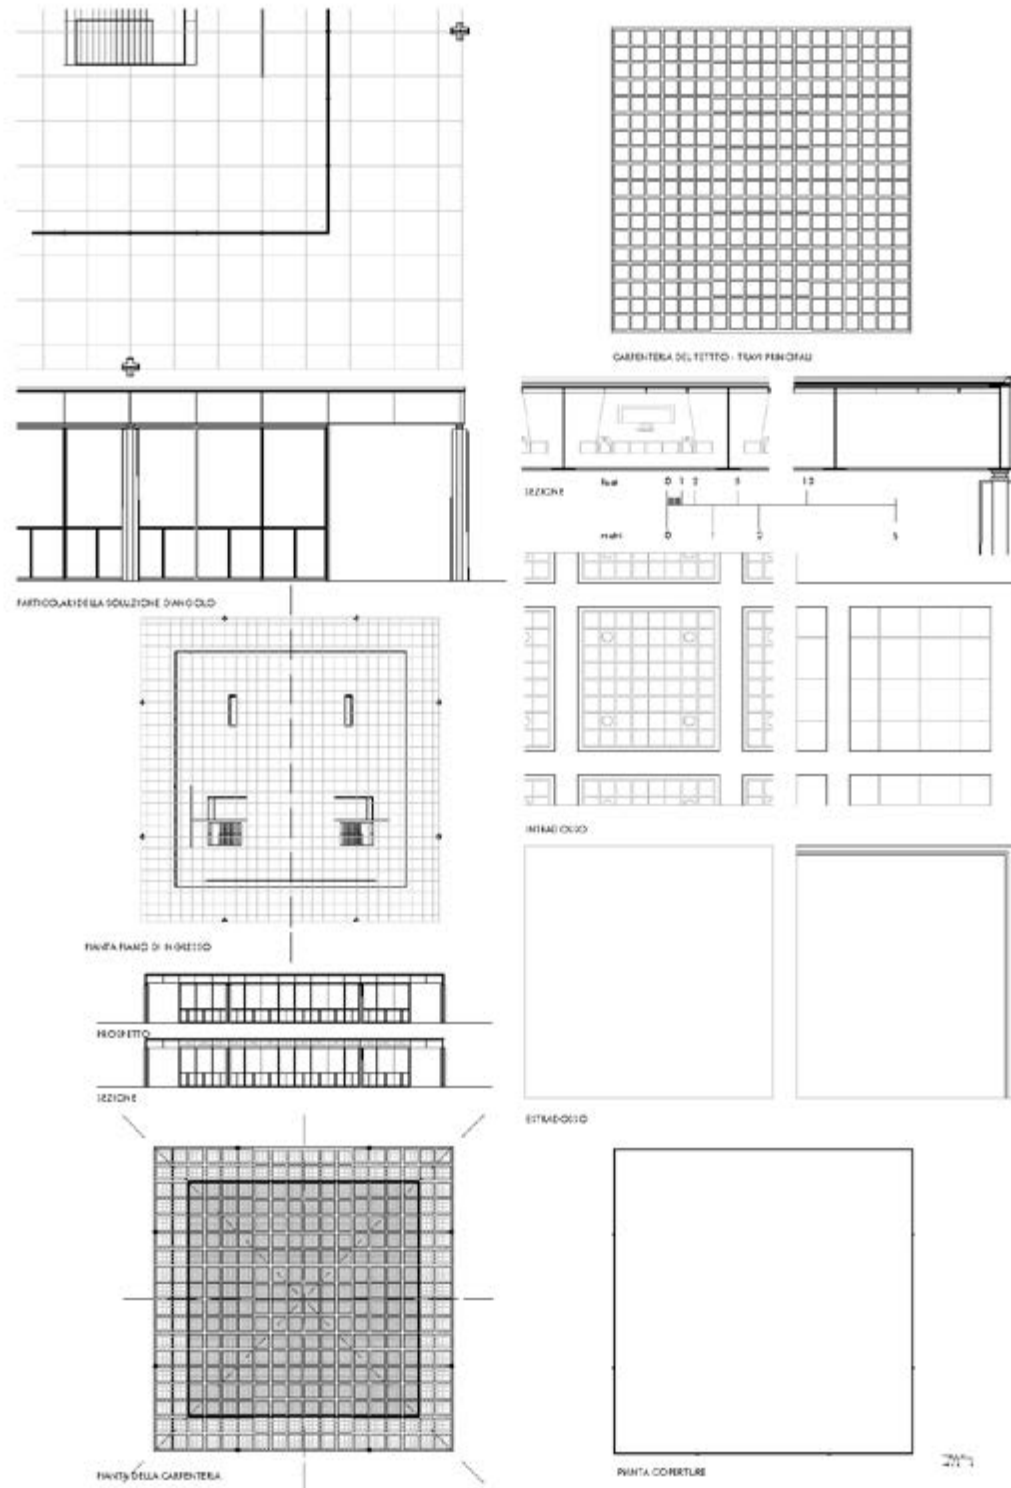 CARPENTERIA DEL TETTTO - TRAVI PRINCIPALI
SEZIONE
feet 0 1 2 5 10
metri 0 1 2 5
PARTICOLARI DELLA SOLUZIONE D'ANGOLO
INTRADOSSO
PIANTA PIANO DI INGRESSO
PROSPETTO
SEZIONE
ESTRADOSSO
PIANTA DELLA CARPENTERIA
PIANTA COPERTURE